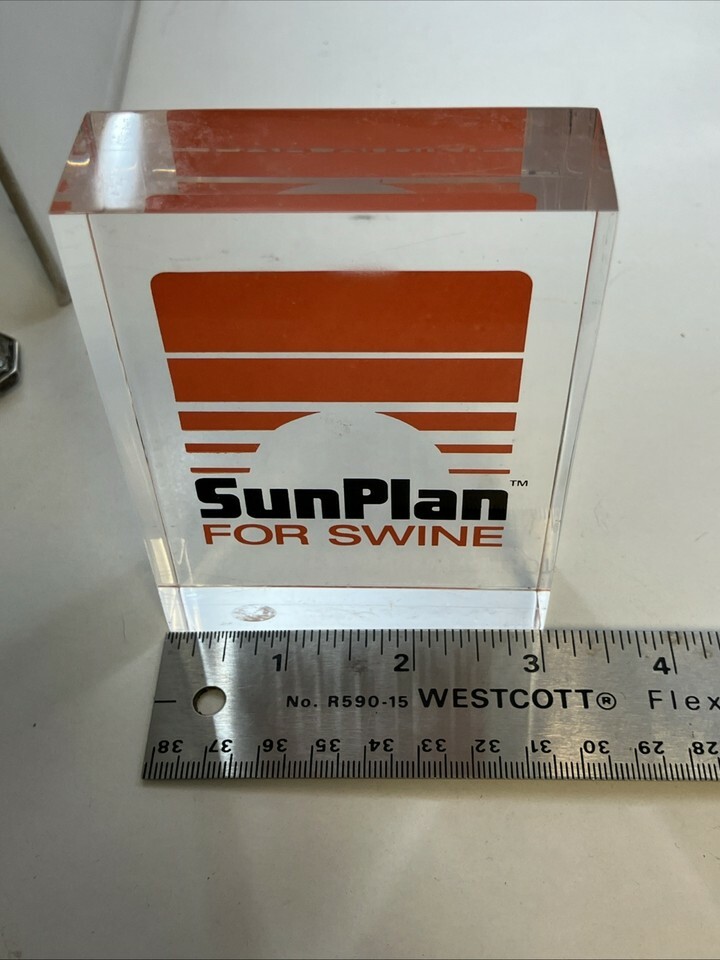 SunPlan™
FOR SWINE
1 2 3 4
No. R590-15 WESTCOTT® Flex
38 37 36 35 34 33 32 31 30 29 28